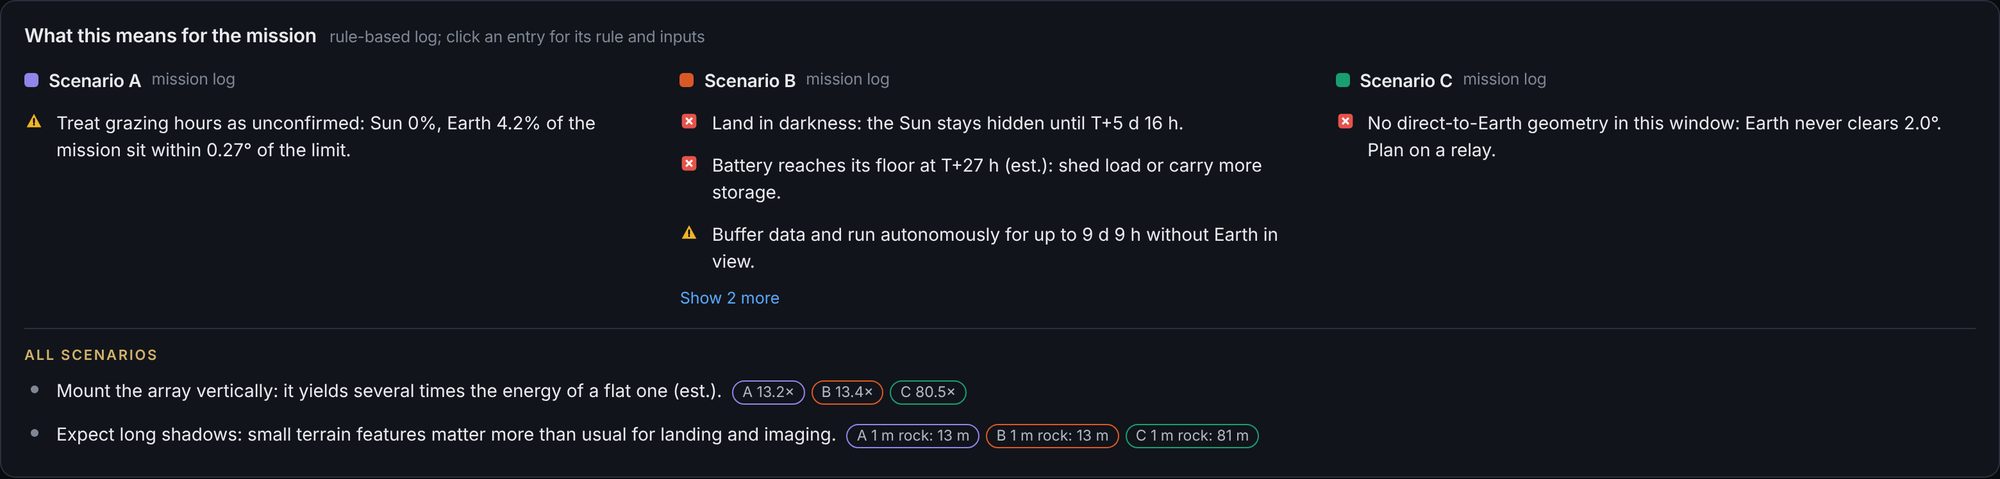 What this means for the mission rule-based log; click an entry for its rule and inputs
Scenario A mission log
Treat grazing hours as unconfirmed: Sun 0%, Earth 4.2% of the
mission sit within 0.27° of the limit.
Scenario B mission log
Land in darkness: the Sun stays hidden until T+5 d 16 h.
Battery reaches its floor at T+27 h (est.): shed load or carry more
storage.
Buffer data and run autonomously for up to 9 d 9 h without Earth in
view.
Show 2 more
Scenario C mission log
No direct-to-Earth geometry in this window: Earth never clears 2.0°.
Plan on a relay.
ALL SCENARIOS
Mount the array vertically: it yields several times the energy of a flat one (est.). A 13.2× B 13.4× C 80.5×
Expect long shadows: small terrain features matter more than usual for landing and imaging. A 1 m rock: 13 m B 1 m rock: 13 m C 1 m rock: 81 m